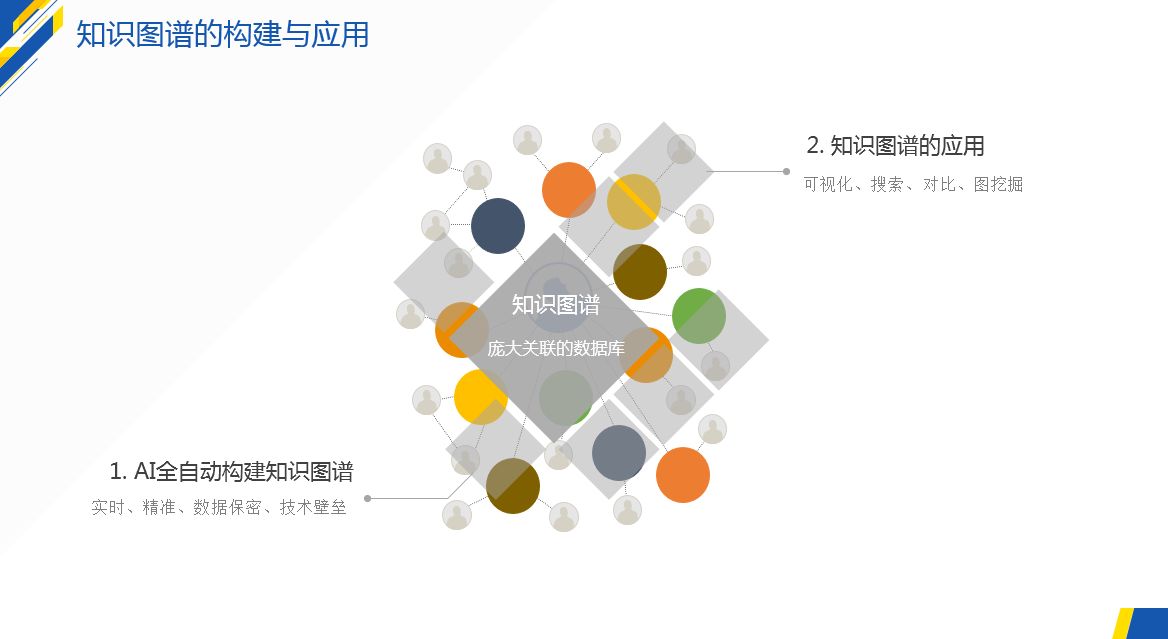 知识图谱的构建与应用
2. 知识图谱的应用
可视化、搜索、对比、图挖掘
知识图谱
庞大关联的数据库
1. AI全自动构建知识图谱
实时、精准、数据保密、技术壁垒